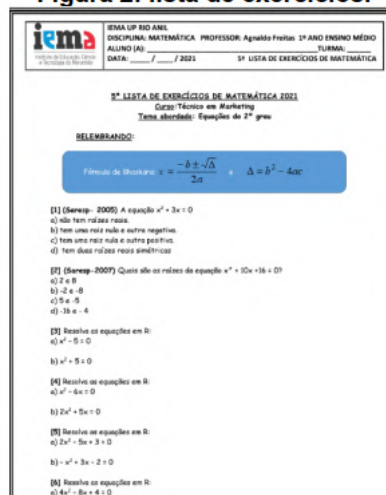 Figura 2: lista de exercícios.
iema
IEMA UP RIO ANIL
DISCIPLINA: MATEMÁTICA PROFESSOR: Agnaldo Freitas 1º ANO ENSINO MÉDIO
ALUNO (A): ____ TURMA: ____
DATA: ____/____/ 2021 5ª LISTA DE EXERCÍCIOS DE MATEMÁTICA
5ª LISTA DE EXERCÍCIOS DE MATEMÁTICA 2021
Curso: Técnico em Marketing
Tema abordado: Equações do 2º grau
RELEMBRANDO:
Fórmula de Bhaskara: x = (-b ± √Δ) / 2a e Δ = b² - 4ac
[1] (Saresp- 2005) A equação x² + 3x = 0
a) não tem raízes reais.
b) tem uma raiz nula e outra negativa.
c) tem uma raiz nula e outra positiva.
d) tem duas raízes reais simétricas
[2] (Saresp-2007) Quais são as raízes da equação x² + 10x +16 = 0?
a) 2 e 8
b) -2 e -8
c) 5 e -5
d) -16 e - 4
[3] Resolva as equações em R:
a) x² - 5 = 0
b) x² + 5 = 0
[4] Resolva as equações em R:
a) x² - 6x = 0
b) 2x² + 5x = 0
[5] Resolva as equações em R:
a) 2x² - 5x + 3 = 0
b) - x² + 3x - 2 = 0
[6] Resolva as equações em R:
a) 4x² - 8x + 4 = 0